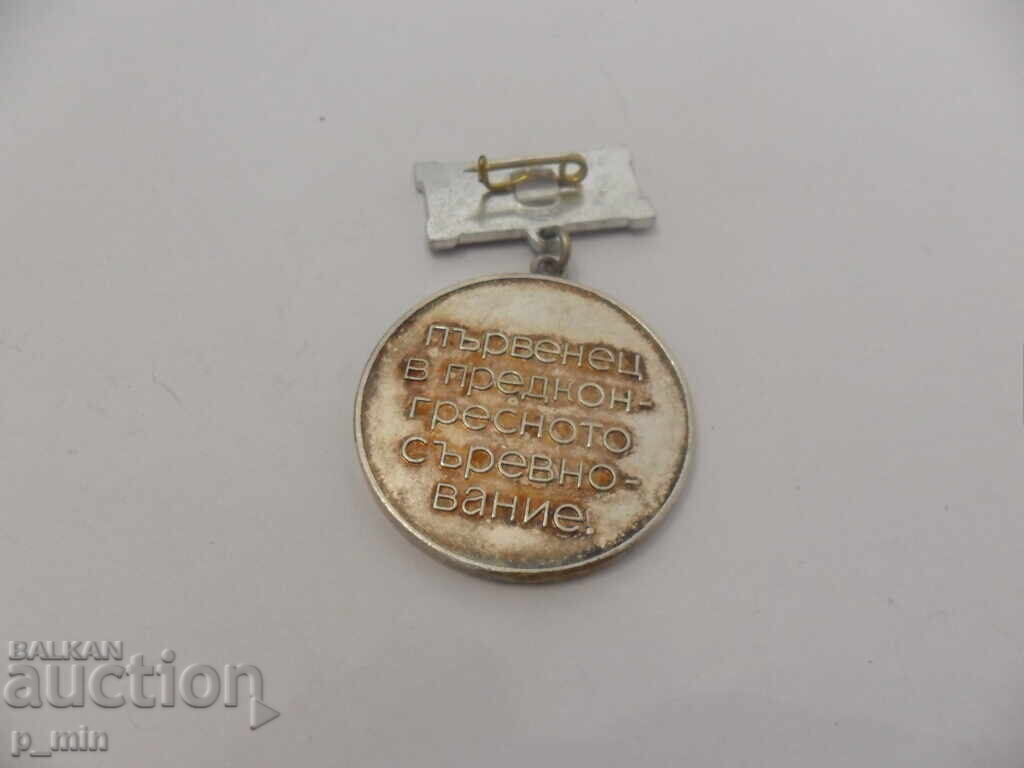 първенец
в предкон-
гресното
съревно-
вание.
BALKAN
auction
p_min